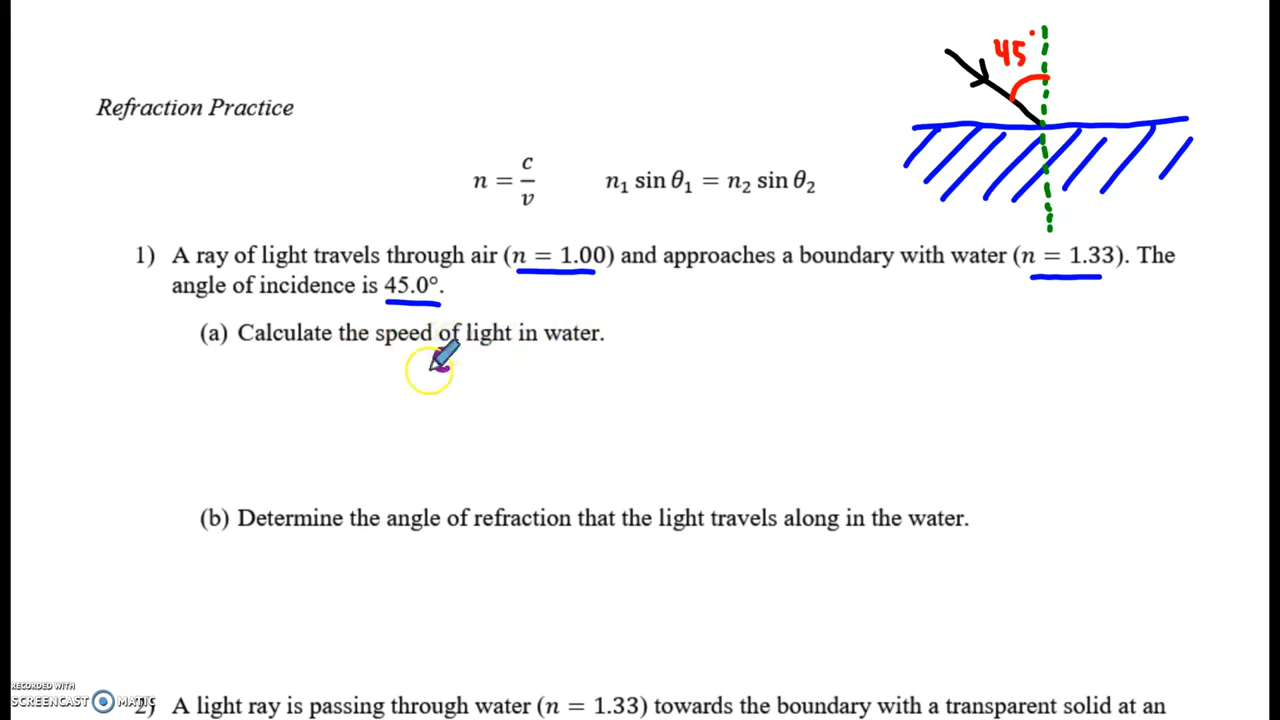 45°
Refraction Practice
n = c/v    n₁ sin θ₁ = n₂ sin θ₂
1) A ray of light travels through air (n = 1.00) and approaches a boundary with water (n = 1.33). The
angle of incidence is 45.0°.
(a) Calculate the speed of light in water.
(b) Determine the angle of refraction that the light travels along in the water.
RECORDED WITH
SCREENCAST MATIC
2) A light ray is passing through water (n = 1.33) towards the boundary with a transparent solid at an